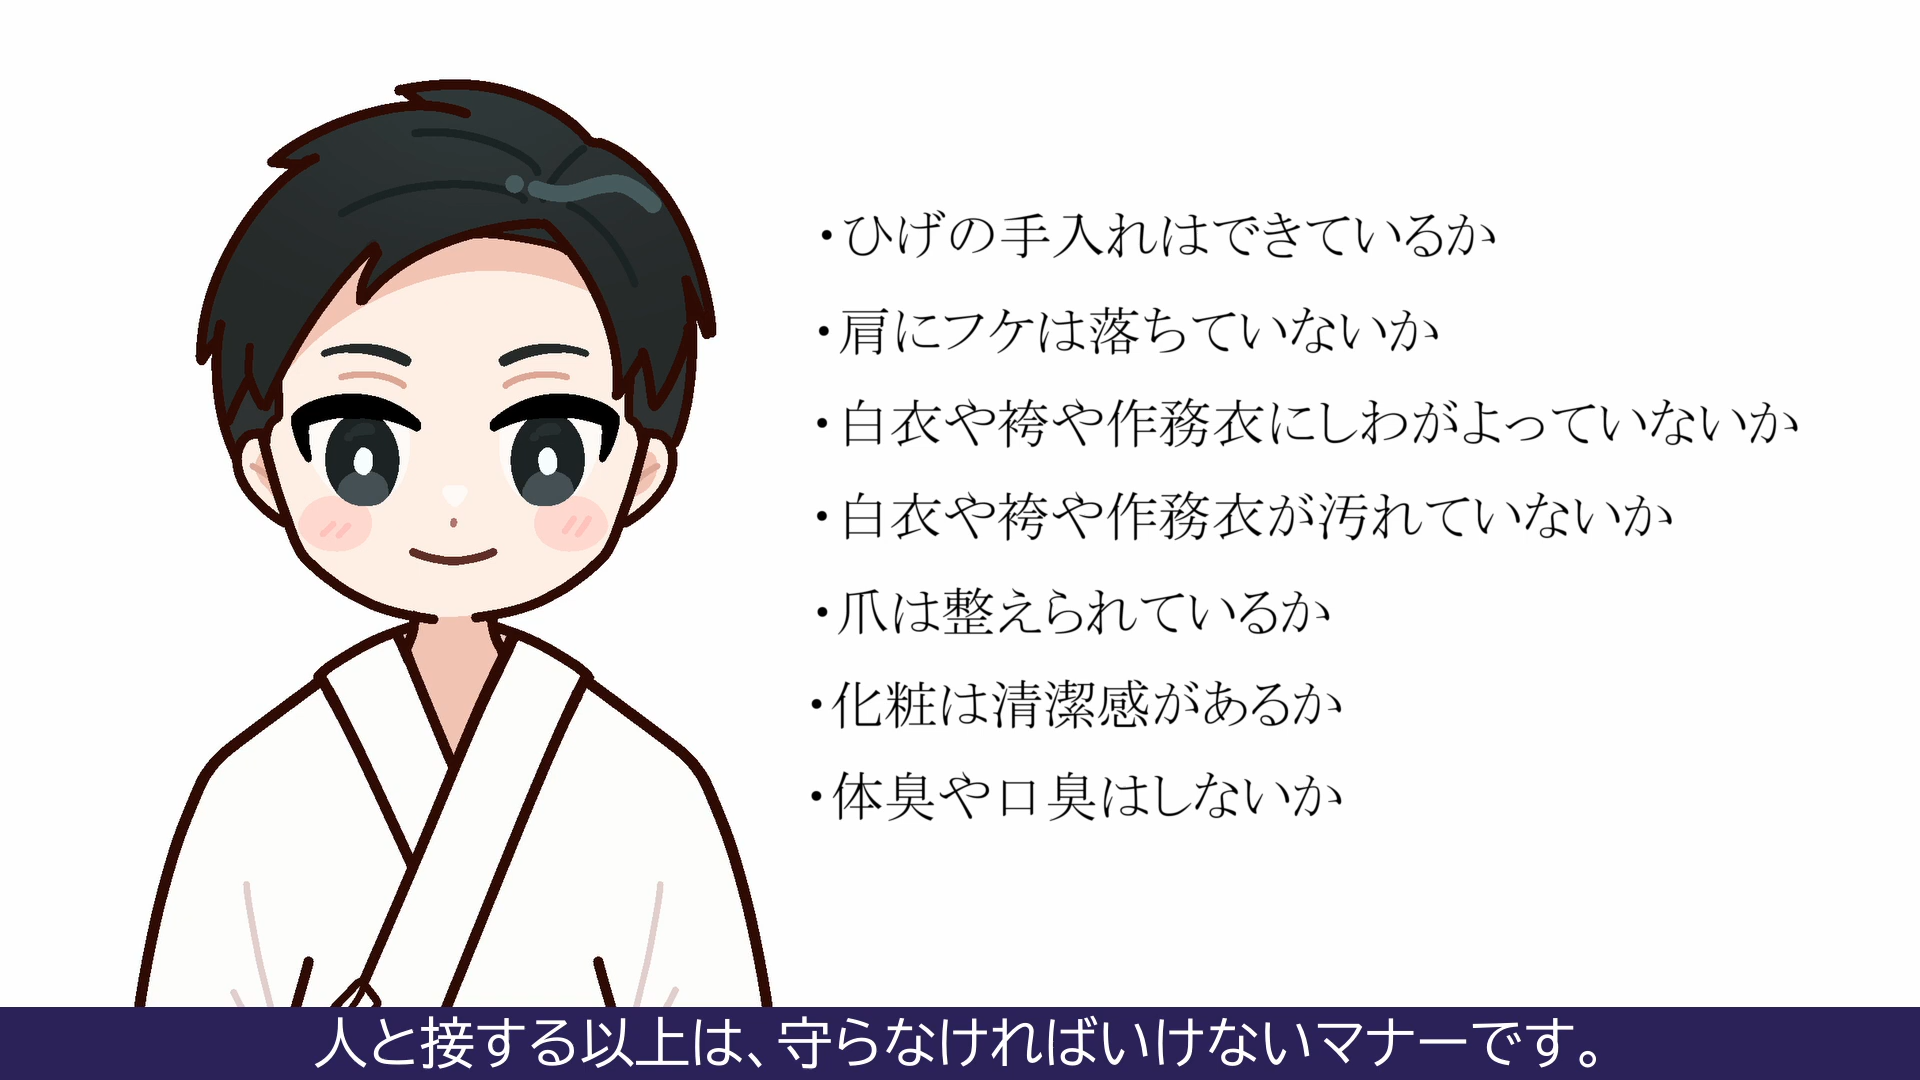 ・ひげの手入れはできているか
・肩にフケは落ちていないか
・白衣や袴や作務衣にしわがよっていないか
・白衣や袴や作務衣が汚れていないか
・爪は整えられているか
・化粧は清潔感があるか
・体臭や口臭はしないか
人と接する以上は、守らなければいけないマナーです。